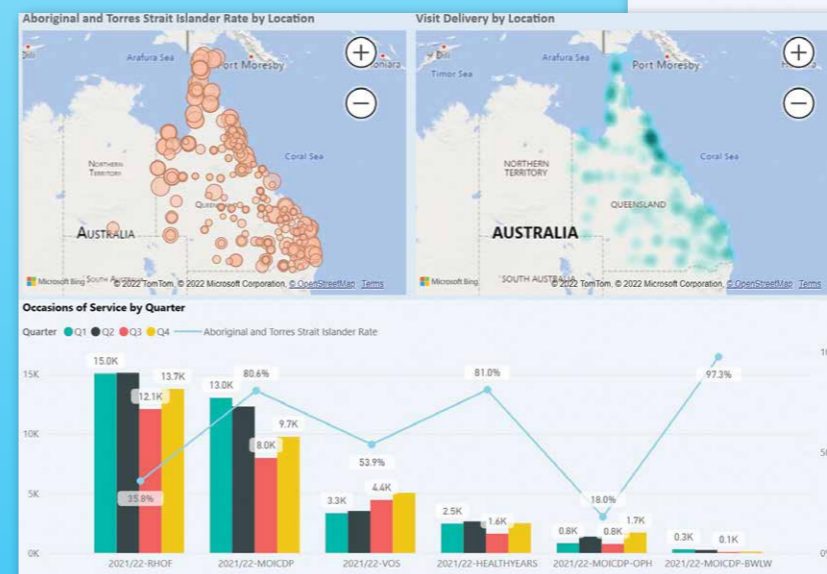 Aboriginal and Torres Strait Islander Rate by Location
Arafura Sea
Port Moresby
Honiara
Coral Sea
NORTHERN TERRITORY
QUEENSLAND
AUSTRALIA
Microsoft Bing
© 2022 TomTom, © 2022 Microsoft Corporation, © OpenStreetMap Terms
Visit Delivery by Location
Dili
Timor Sea
Arafura Sea
Port Moresby
Coral Sea
NORTHERN TERRITORY
QUEENSLAND
AUSTRALIA
SOUTH AUSTRALIA
Microsoft Bing
© 2022 TomTom, © 2022 Microsoft Corporation, © OpenStreetMap Terms
Occasions of Service by Quarter
Quarter Q1 Q2 Q3 Q4 Aboriginal and Torres Strait Islander Rate
15K
10K
5K
0K
15.0K 12.1K 13.7K 35.8%
13.0K 80.6% 8.0K 9.7K
3.3K 53.9% 4.4K
2.5K 81.0% 1.6K
0.8K 18.0% 0.8K 1.7K
0.3K 97.3% 0.1K
2021/22-RHOF 2021/22-MOICDP 2021/22-VOS 2021/22-HEALTHYEARS 2021/22-MOICDP-OPH 2021/22-MOICDP-BWLW